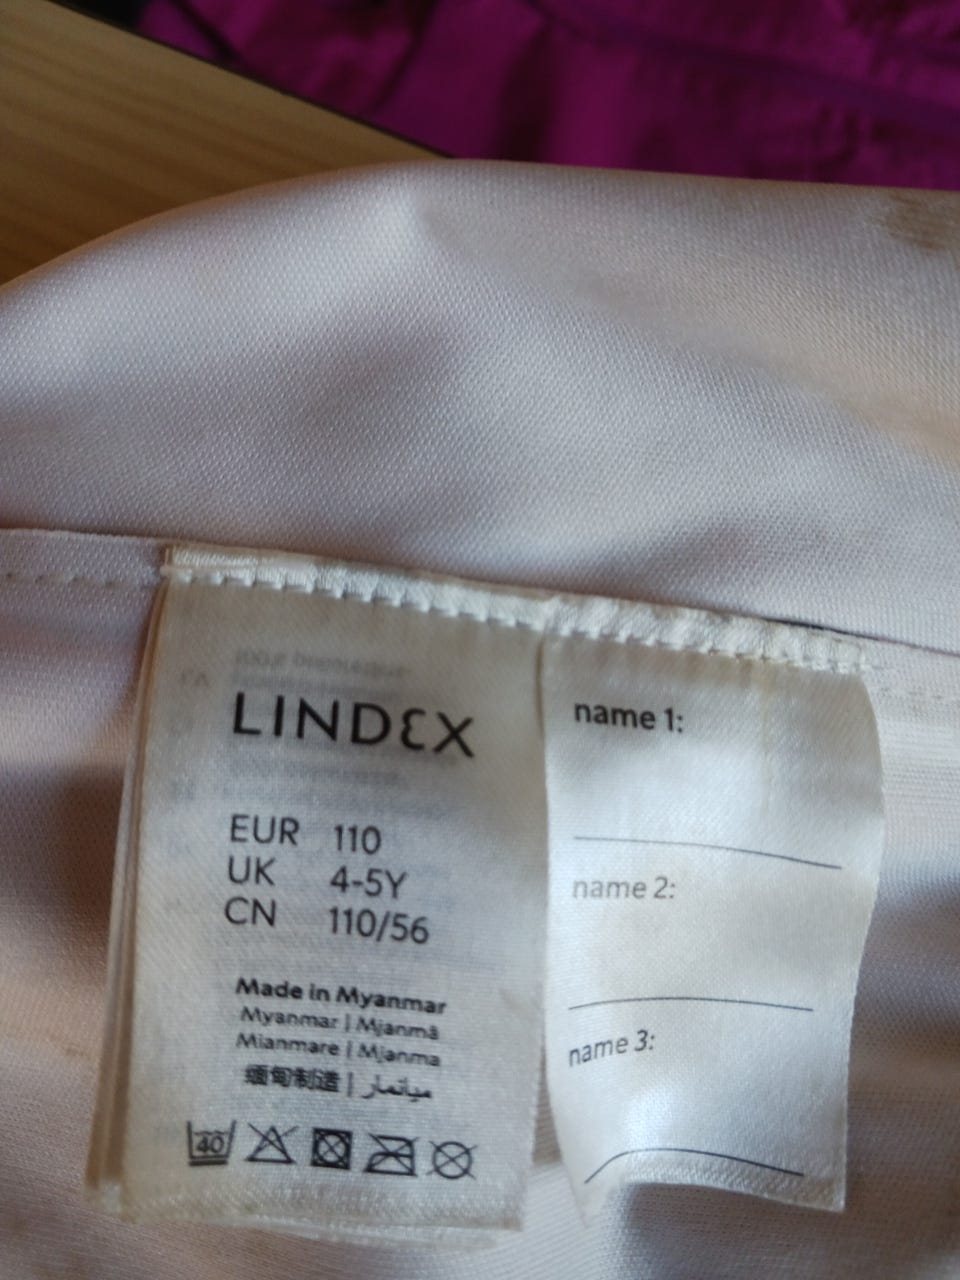 LINDEX
EUR 110
UK 4-5Y
CN 110/56
Made in Myanmar
Myanmar | Mjanmā
Mianmare | Mjanma
缅甸制造 | ميانمار
40
name 1:
name 2:
name 3: